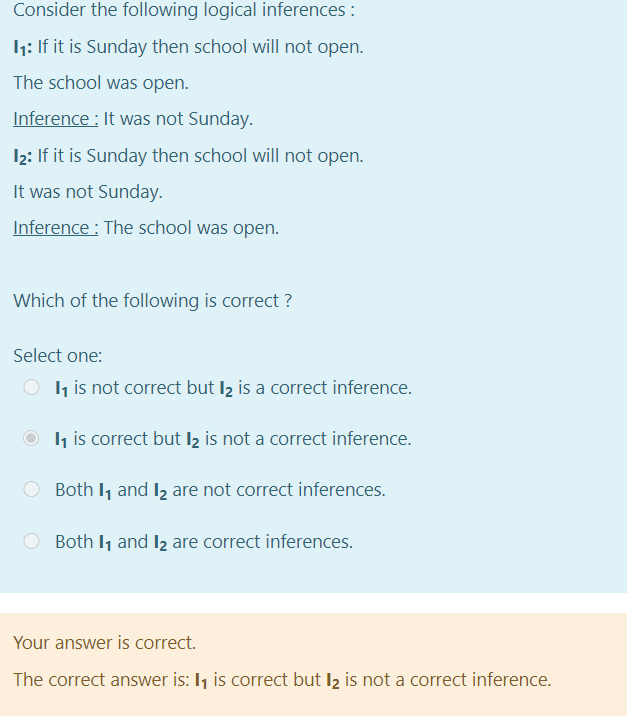 Consider the following logical inferences :
I₁: If it is Sunday then school will not open.
The school was open.
Inference : It was not Sunday.
I₂: If it is Sunday then school will not open.
It was not Sunday.
Inference : The school was open.
Which of the following is correct ?
Select one:
I₁ is not correct but I₂ is a correct inference.
I₁ is correct but I₂ is not a correct inference.
Both I₁ and I₂ are not correct inferences.
Both I₁ and I₂ are correct inferences.
Your answer is correct.
The correct answer is: I₁ is correct but I₂ is not a correct inference.